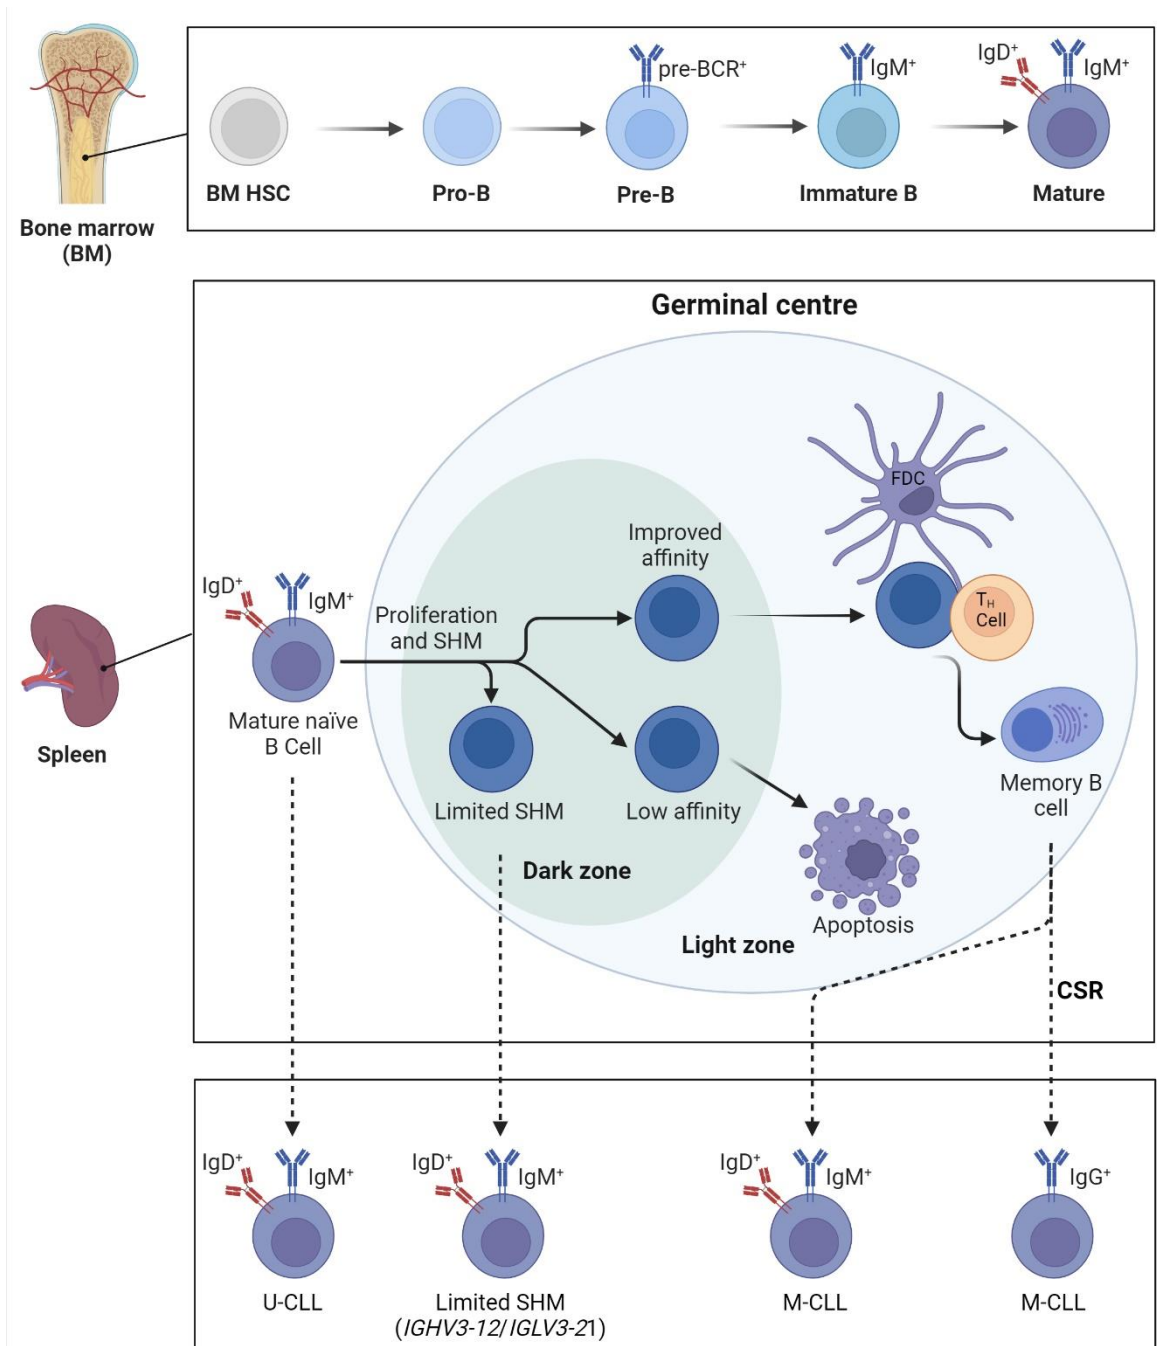 pre-BCR⁺
IgM⁺
IgD⁺
IgM⁺
BM HSC
Pro-B
Pre-B
Immature B
Mature
Bone marrow
(BM)
Germinal centre
FDC
Improved
affinity
IgD⁺
IgM⁺
Proliferation
and SHM
T_H
Cell
Mature naïve
B Cell
Spleen
Limited SHM
Low affinity
Memory B
cell
Dark zone
Apoptosis
Light zone
CSR
IgD⁺
IgM⁺
IgD⁺
IgM⁺
IgD⁺
IgM⁺
IgG⁺
U-CLL
Limited SHM
(IGHV3-12/IGLV3-21)
M-CLL
M-CLL